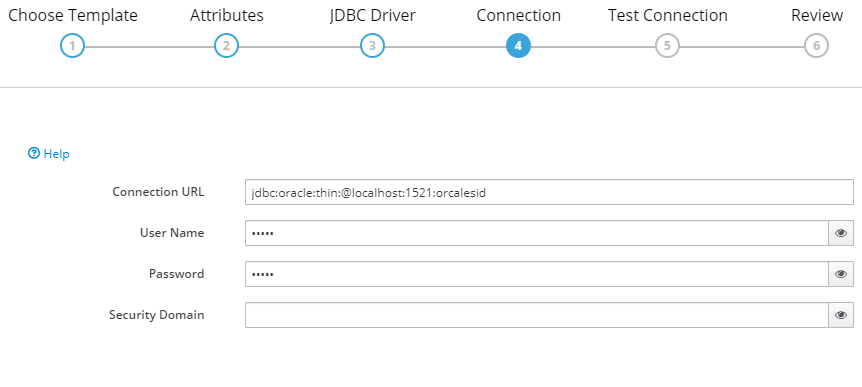 Choose Template Attributes JDBC Driver Connection Test Connection Review
1 2 3 4 5 6
Help
Connection URL jdbc:oracle:thin:@localhost:1521:orcalesid
User Name •••••
Password •••••
Security Domain